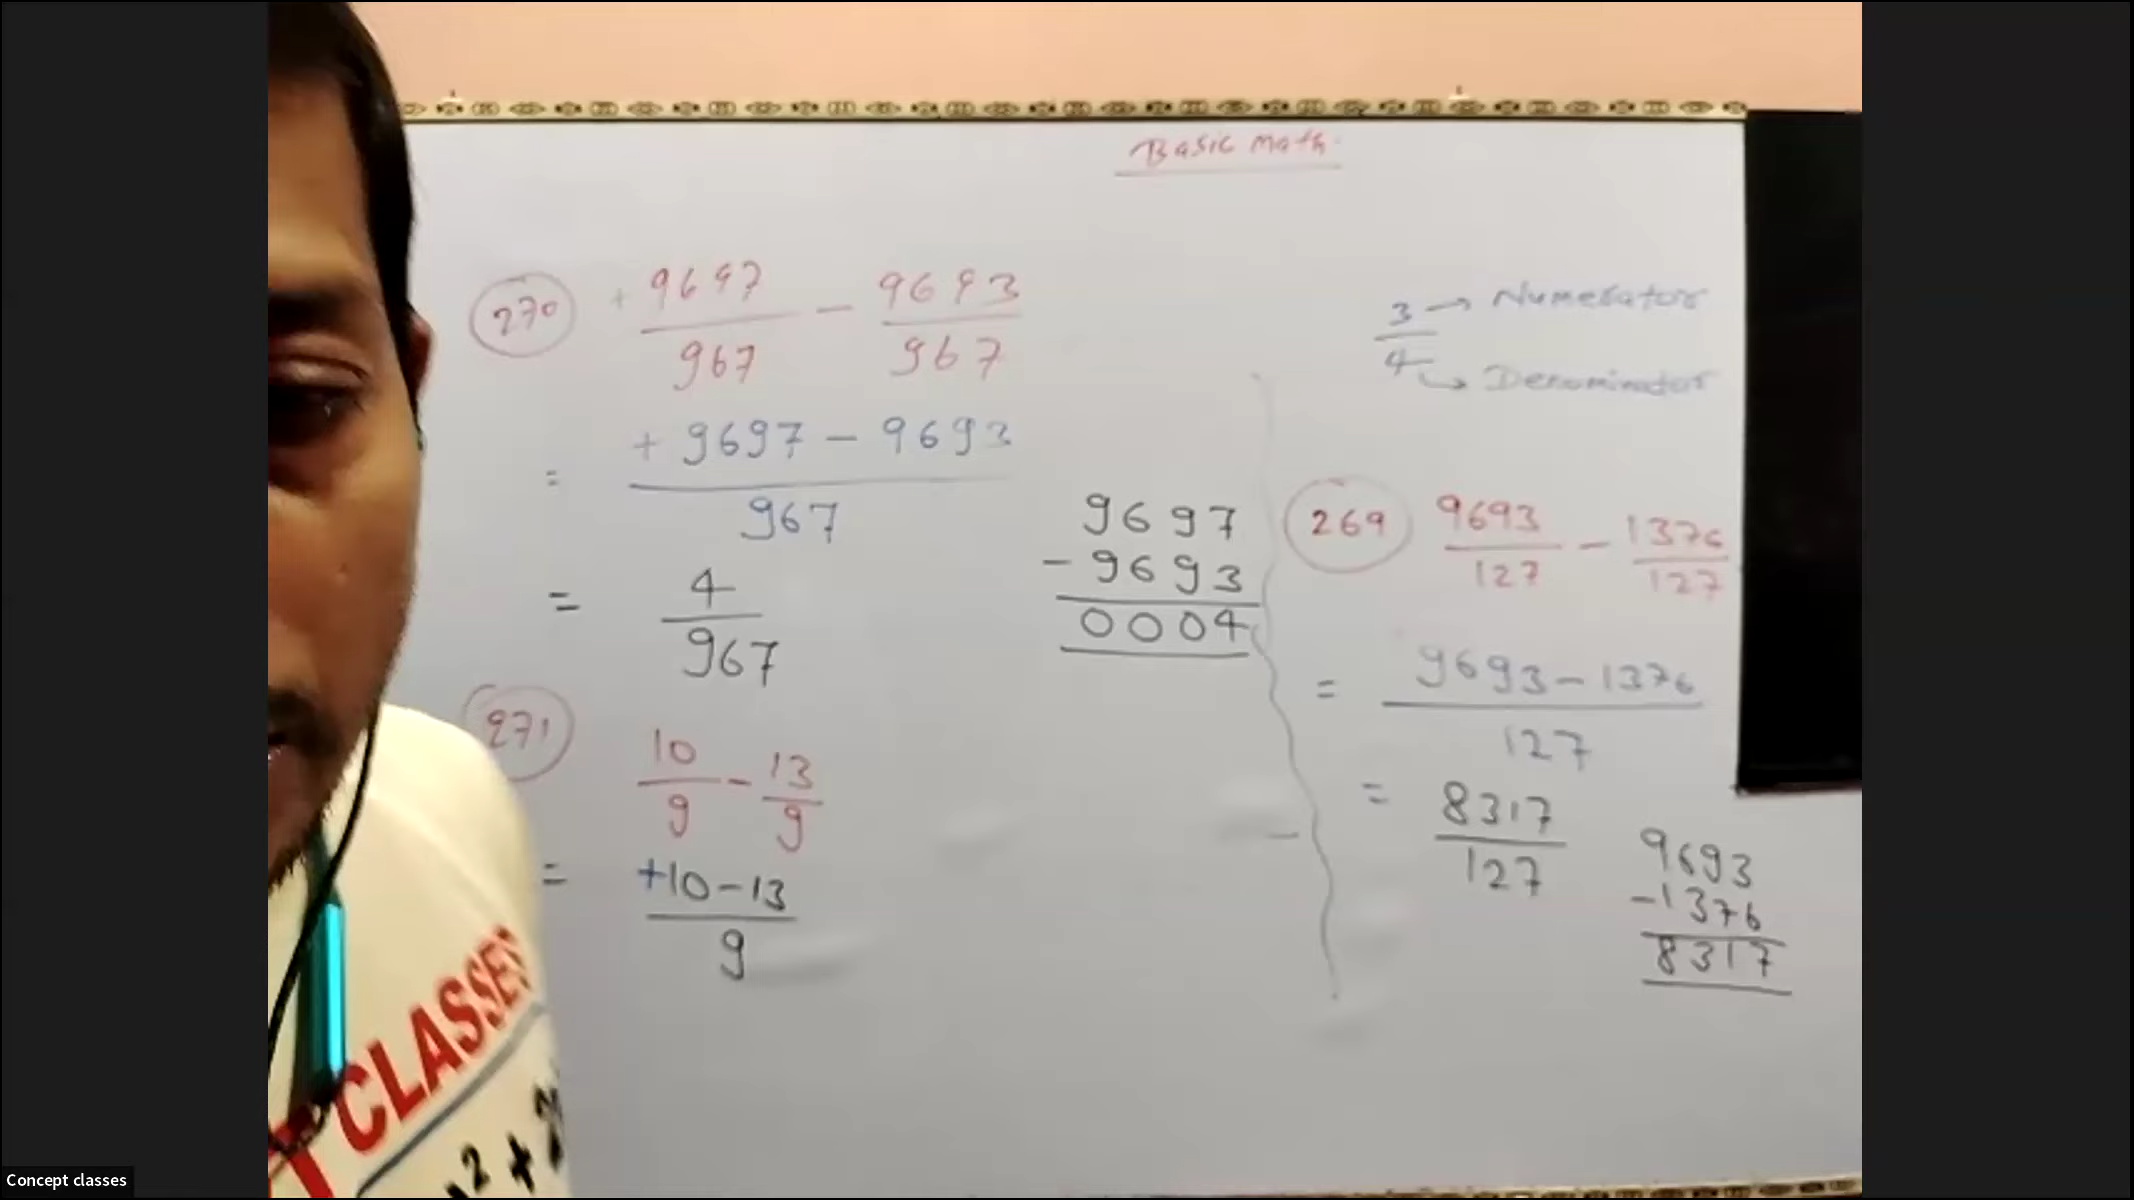 Basic Math.
270 + 9697/967 - 9693/967
= + 9697 - 9693 / 967
= 4/967
9697
- 9693
0004
271 10/9 - 13/9
= +10 - 13 / 9
3 → Numerator
4 → Denominator
269 9693/127 - 1376/127
= 9693 - 1376 / 127
= 8317/127
9693
- 1376
8317
T CLASSES
2 +
Concept classes